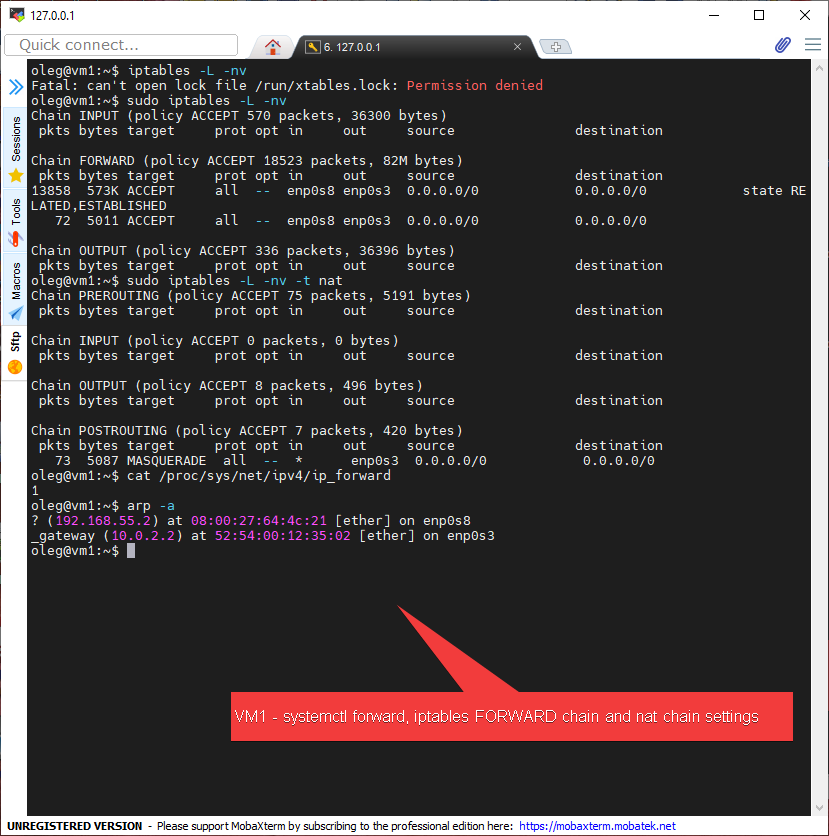 127.0.0.1
Quick connect...
6. 127.0.0.1
Sessions
Tools
Macros
Sftp
oleg@vm1:~$ iptables -L -nv
Fatal: can't open lock file /run/xtables.lock: Permission denied
oleg@vm1:~$ sudo iptables -L -nv
Chain INPUT (policy ACCEPT 570 packets, 36300 bytes)
pkts bytes target prot opt in out source destination
Chain FORWARD (policy ACCEPT 18523 packets, 82M bytes)
pkts bytes target prot opt in out source destination
13858 573K ACCEPT all -- enp0s8 enp0s3 0.0.0.0/0 0.0.0.0/0 state RE
LATED,ESTABLISHED
72 5011 ACCEPT all -- enp0s8 enp0s3 0.0.0.0/0 0.0.0.0/0
Chain OUTPUT (policy ACCEPT 336 packets, 36396 bytes)
pkts bytes target prot opt in out source destination
oleg@vm1:~$ sudo iptables -L -nv -t nat
Chain PREROUTING (policy ACCEPT 75 packets, 5191 bytes)
pkts bytes target prot opt in out source destination
Chain INPUT (policy ACCEPT 0 packets, 0 bytes)
pkts bytes target prot opt in out source destination
Chain OUTPUT (policy ACCEPT 8 packets, 496 bytes)
pkts bytes target prot opt in out source destination
Chain POSTROUTING (policy ACCEPT 7 packets, 420 bytes)
pkts bytes target prot opt in out source destination
73 5087 MASQUERADE all -- * enp0s3 0.0.0.0/0 0.0.0.0/0
oleg@vm1:~$ cat /proc/sys/net/ipv4/ip_forward
1
oleg@vm1:~$ arp -a
? (192.168.55.2) at 08:00:27:64:4c:21 [ether] on enp0s8
_gateway (10.0.2.2) at 52:54:00:12:35:02 [ether] on enp0s3
oleg@vm1:~$
VM1 - systemctl forward, iptables FORWARD chain and nat chain settings
UNREGISTERED VERSION - Please support MobaXterm by subscribing to the professional edition here: https://mobaxterm.mobatek.net